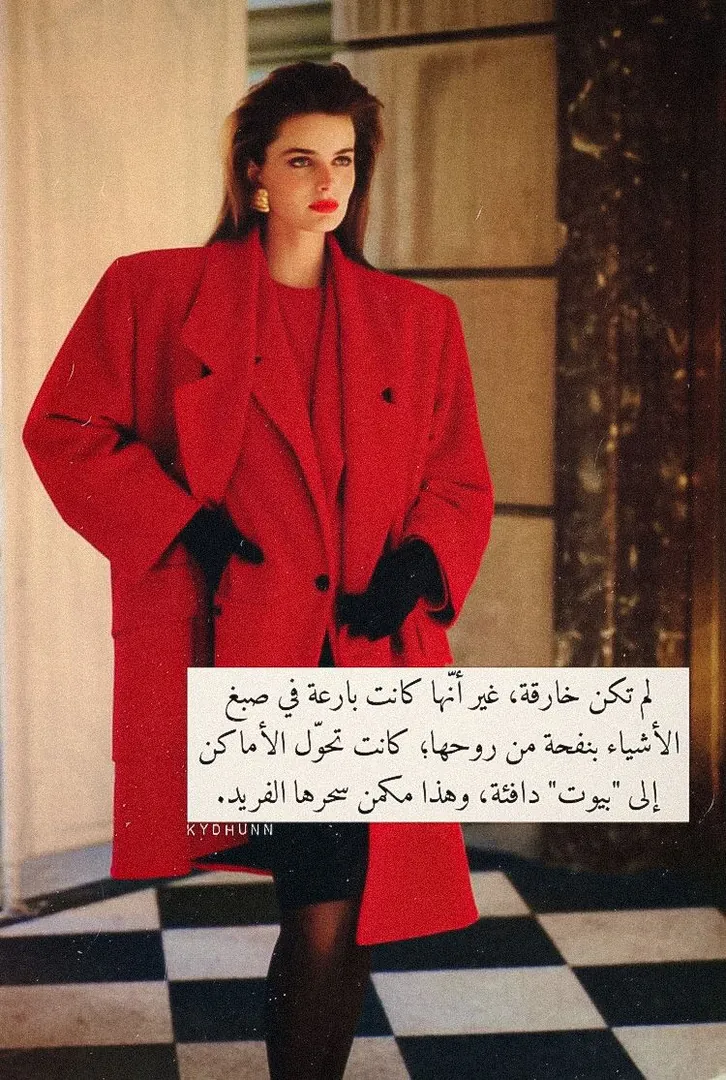 لم تكن خارقة، غير أنّها كانت بارعة في صبغ
الأشياء بنفحة من روحها؛ كانت تحوّل الأماكن
إلى "بيوت" دافئة، وهذا مكمن سحرها الفريد.
KYDHUNN